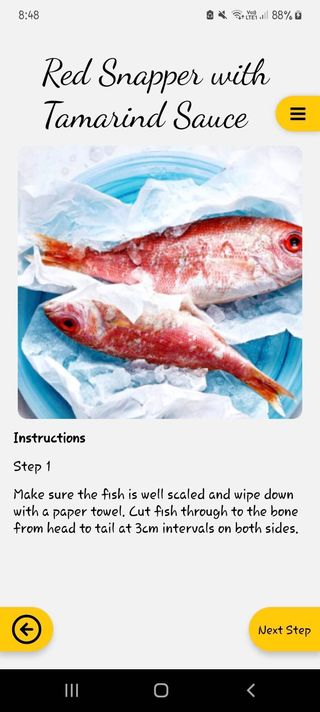 8:48
Vo)) LTE1 88%
Red Snapper with
Tamarind Sauce
Instructions
Step 1
Make sure the fish is well scaled and wipe down
with a paper towel. Cut fish through to the bone
from head to tail at 3cm intervals on both sides.
Next Step